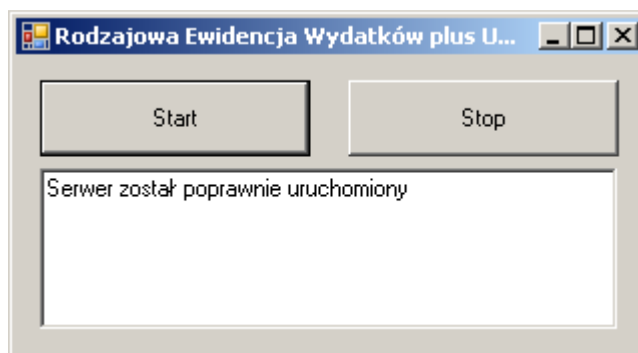 Rodzajowa Ewidencja Wydatków plus U...
Start
Stop
Serwer został poprawnie uruchomiony